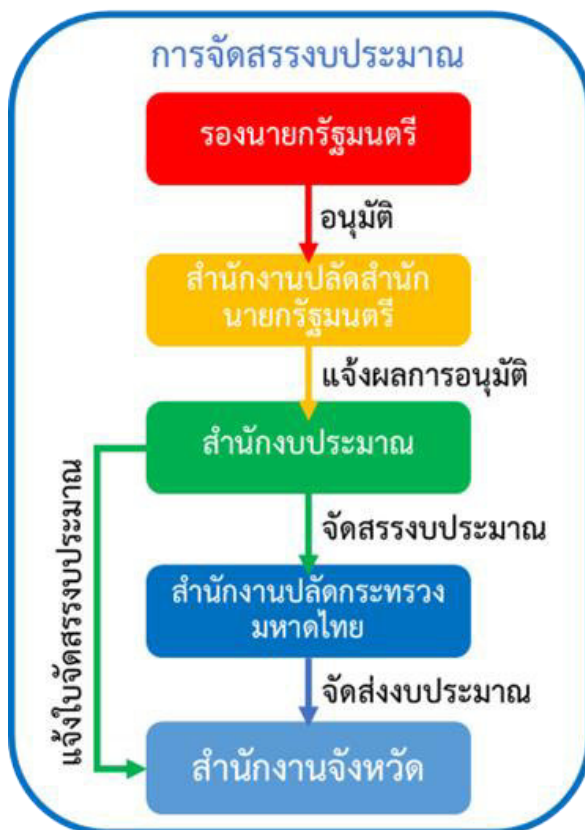 การจัดสรรงบประมาณ
รองนายกรัฐมนตรี
อนุมัติ
สำนักงานปลัดสำนัก
นายกรัฐมนตรี
แจ้งผลการอนุมัติ
สำนักงบประมาณ
จัดสรรงบประมาณ
แจ้งใบจัดสรรงบประมาณ
สำนักงานปลัดกระทรวง
มหาดไทย
จัดส่งงบประมาณ
สำนักงานจังหวัด